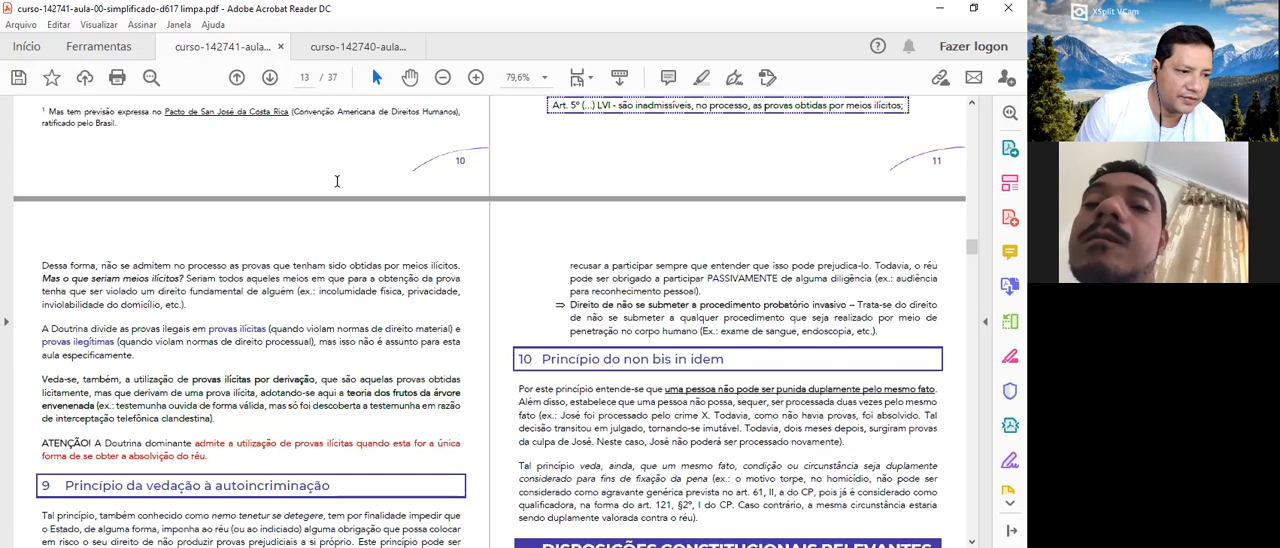 curso-142741-aula-00-simplificado-d617 limpa.pdf - Adobe Acrobat Reader DC
Arquivo Editar Visualizar Assinar Janela Ajuda
Início Ferramentas curso-142741-aula... × curso-142740-aula... Fazer logon
13 / 37 79,6%
XSplit VCam
¹ Mas tem previsão expressa no Pacto de San José da Costa Rica (Convenção Americana de Direitos Humanos),
ratificado pelo Brasil.
10
Art. 5º (...) LVI - são inadmissíveis, no processo, as provas obtidas por meios ilícitos;
11
Dessa forma, não se admitem no processo as provas que tenham sido obtidas por meios ilícitos.
Mas o que seriam meios ilícitos? Seriam todos aqueles meios em que para a obtenção da prova
tenha que ser violado um direito fundamental de alguém (ex.: incolumidade física, privacidade,
inviolabilidade do domicílio, etc.).
A Doutrina divide as provas ilegais em provas ilícitas (quando violam normas de direito material) e
provas ilegítimas (quando violam normas de direito processual), mas isso não é assunto para esta
aula especificamente.
Veda-se, também, a utilização de provas ilícitas por derivação, que são aquelas provas obtidas
licitamente, mas que derivam de uma prova ilícita, adotando-se aqui a teoria dos frutos da árvore
envenenada (ex.: testemunha ouvida de forma válida, mas só foi descoberta a testemunha em razão
de interceptação telefônica clandestina).
ATENÇÃO! A Doutrina dominante admite a utilização de provas ilícitas quando esta for a única
forma de se obter a absolvição do réu.
9 Princípio da vedação à autoincriminação
Tal princípio, também conhecido como nemo tenetur se detegere, tem por finalidade impedir que
o Estado, de alguma forma, imponha ao réu (ou ao indiciado) alguma obrigação que possa colocar
em risco o seu direito de não produzir provas prejudiciais a si próprio. Este princípio pode ser
recusar a participar sempre que entender que isso pode prejudica-lo. Todavia, o réu
pode ser obrigado a participar PASSIVAMENTE de alguma diligência (ex.: audiência
para reconhecimento pessoal).
⇒ Direito de não se submeter a procedimento probatório invasivo – Trata-se do direito
de não se submeter a qualquer procedimento que seja realizado por meio de
penetração no corpo humano (Ex.: exame de sangue, endoscopia, etc.).
10 Princípio do non bis in idem
Por este princípio entende-se que uma pessoa não pode ser punida duplamente pelo mesmo fato.
Além disso, estabelece que uma pessoa não possa, sequer, ser processada duas vezes pelo mesmo
fato (ex.: José foi processado pelo crime X. Todavia, como não havia provas, foi absolvido. Tal
decisão transitou em julgado, tornando-se imutável. Todavia, dois meses depois, surgiram provas
da culpa de José. Neste caso, José não poderá ser processado novamente).
Tal princípio veda, ainda, que um mesmo fato, condição ou circunstância seja duplamente
considerado para fins de fixação da pena (ex.: o motivo torpe, no homicídio, não pode ser
considerado como agravante genérica prevista no art. 61, II, a do CP, pois já é considerado como
qualificadora, na forma do art. 121, §2º, I do CP. Caso contrário, a mesma circunstância estaria
sendo duplamente valorada contra o réu).
DISPOSIÇÕES CONSTITUCIONAIS RELEVANTES